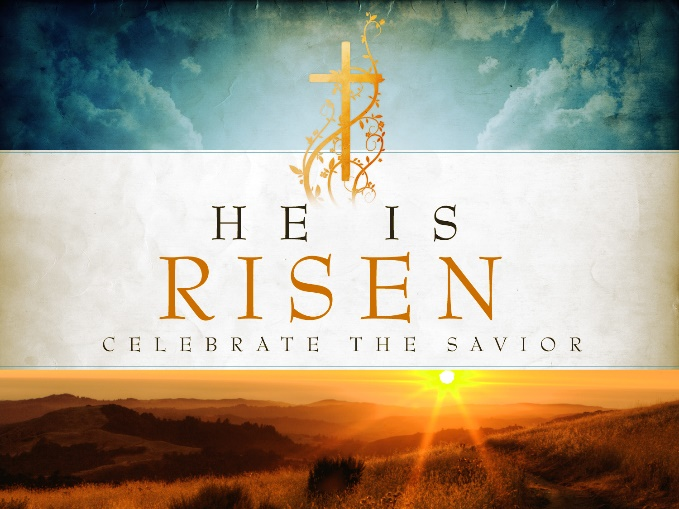 HE IS
RISEN
CELEBRATE THE SAVIOR